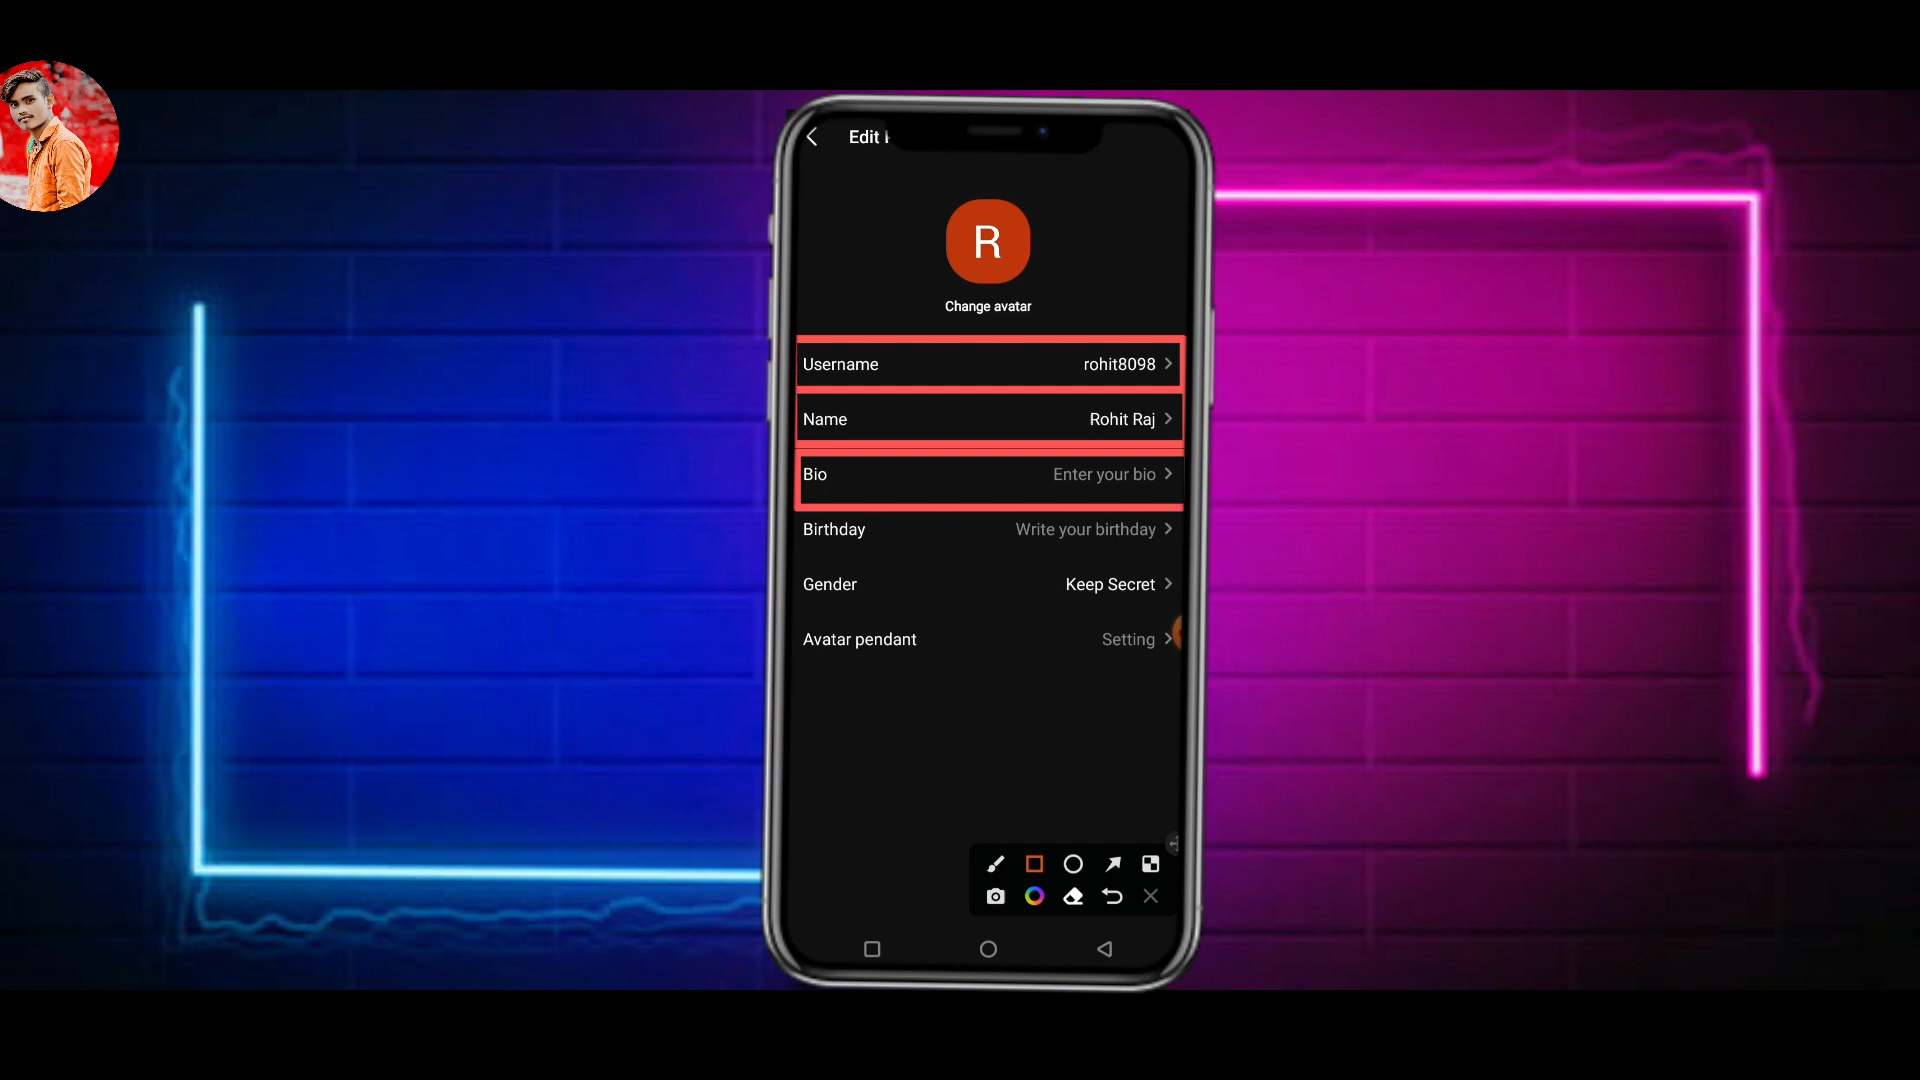 Edit
R
Change avatar
Username rohit8098
Name Rohit Raj
Bio Enter your bio
Birthday Write your birthday
Gender Keep Secret
Avatar pendant Setting